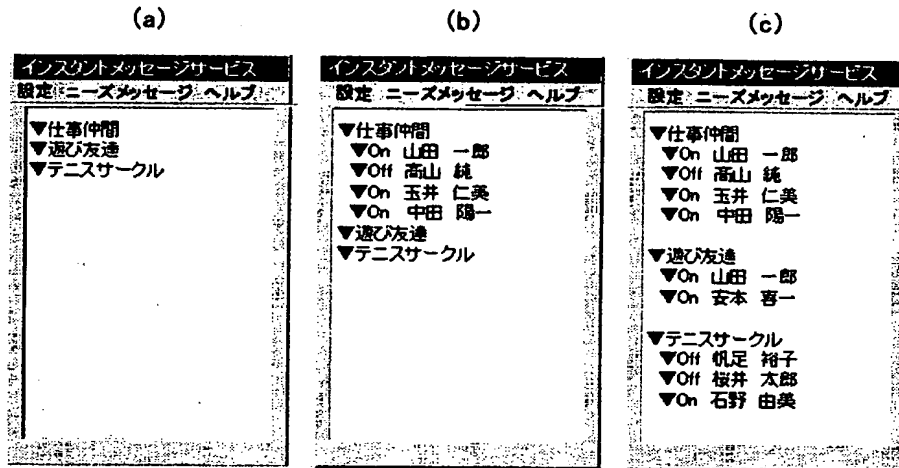 (a)
インスタントメッセージサービス
設定 ニーズメッセージ ヘルプ
▼仕事仲間
▼遊び友達
▼テニスサークル
(b)
インスタントメッセージサービス
設定 ニーズメッセージ ヘルプ
▼仕事仲間
▼On 山田 一郎
▼Off 高山 純
▼On 玉井 仁美
▼On 中田 陽一
▼遊び友達
▼テニスサークル
(c)
インスタントメッセージサービス
設定 ニーズメッセージ ヘルプ
▼仕事仲間
▼On 山田 一郎
▼Off 高山 純
▼On 玉井 仁美
▼On 中田 陽一
▼遊び友達
▼On 山田 一郎
▼On 安本 喜一
▼テニスサークル
▼Off 帆足 裕子
▼Off 桜井 太郎
▼On 石野 由美